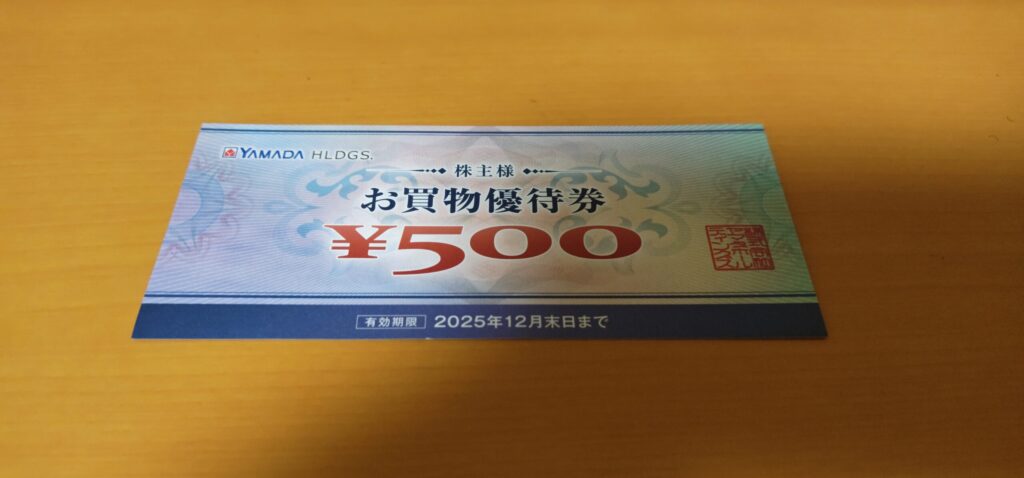 YAMADA HLDGS.
株主様
お買物優待券
¥500
有効期限 2025年12月末日まで